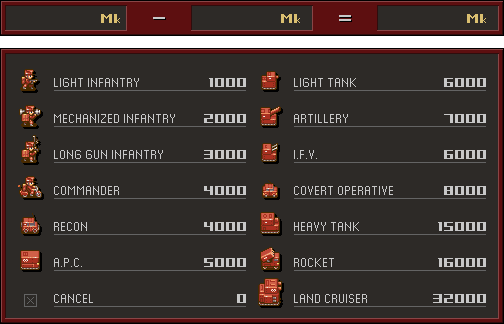 Mk – Mk = Mk
LIGHT INFANTRY 1000 LIGHT TANK 6000
MECHANIZED INFANTRY 2000 ARTILLERY 7000
LONG GUN INFANTRY 3000 I.F.V. 6000
COMMANDER 4000 COVERT OPERATIVE 8000
RECON 4000 HEAVY TANK 15000
A.P.C. 5000 ROCKET 16000
CANCEL 0 LAND CRUISER 32000